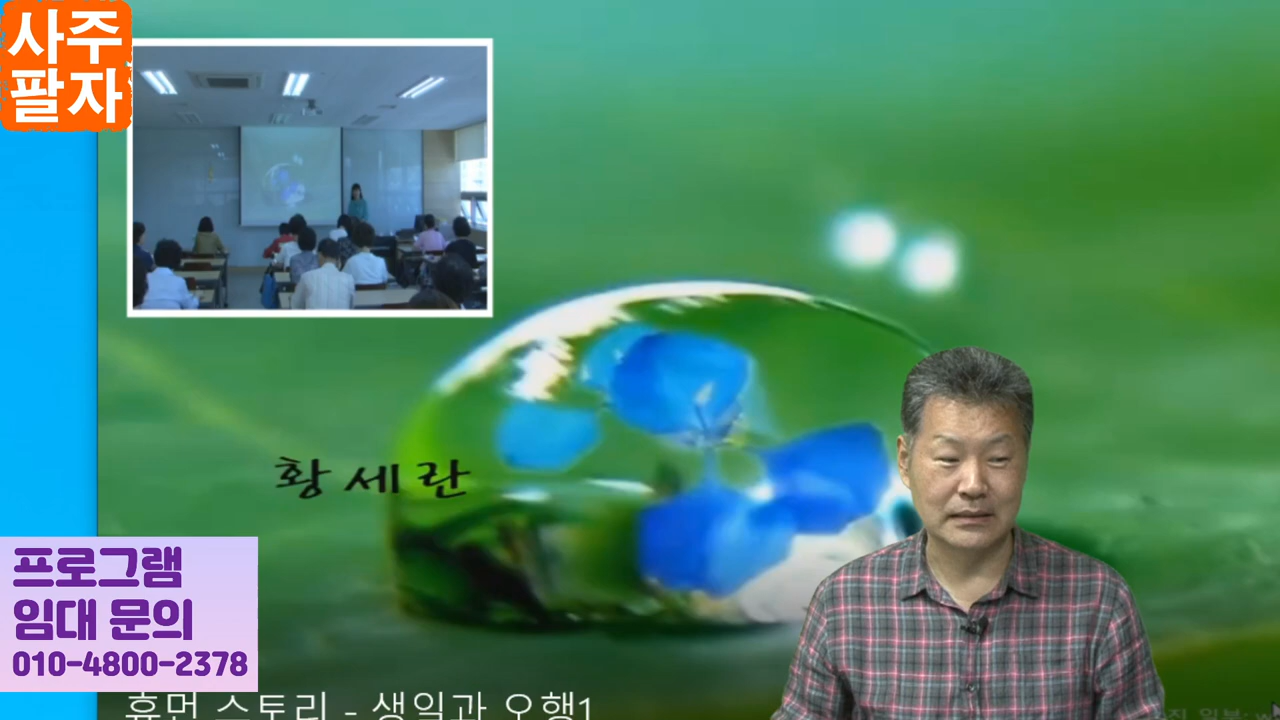 사주
팔자
황세란
프로그램
임대 문의
010-4800-2378
휴먼 스토리 - 생일과 오행1